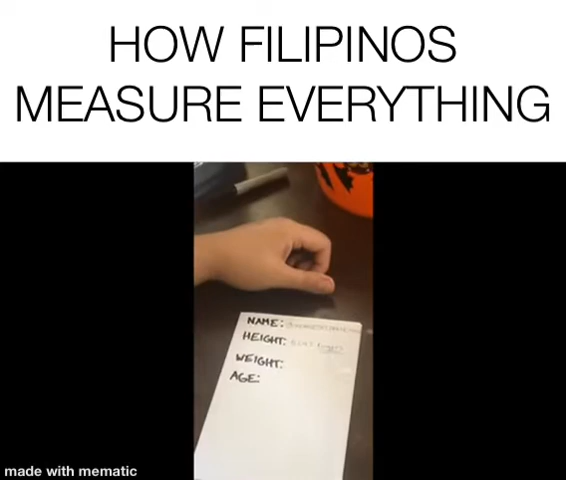 HOW FILIPINOS
MEASURE EVERYTHING
NAME:
HEIGHT:
WEIGHT:
AGE:
made with mematic